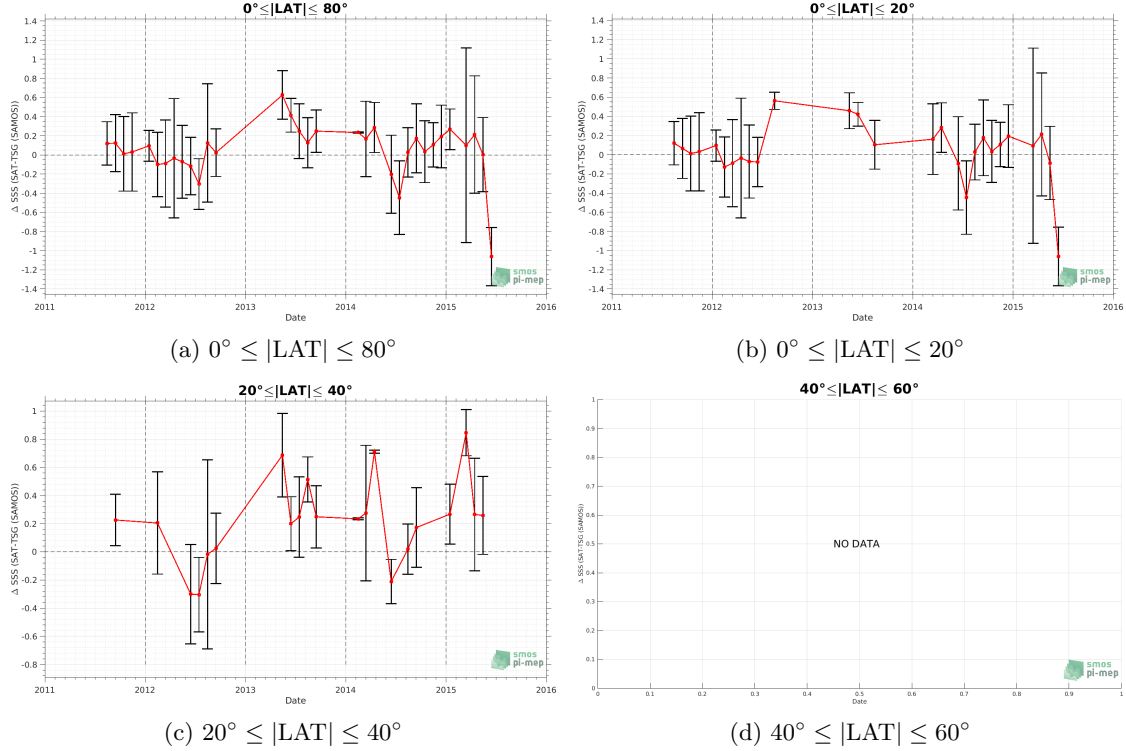 0°≤|LAT|≤ 80°
1.4
1.2
1
0.8
0.6
0.4
0.2
0
-0.2
-0.4
-0.6
-0.8
-1
-1.2
-1.4
Δ SSS (SAT-TSG (SAMOS))
smos
pi-mep
2011 2012 2013 2014 2015 2016
Date
(a) 0° ≤ |LAT| ≤ 80°
0°≤|LAT|≤ 20°
1.4
1.2
1
0.8
0.6
0.4
0.2
0
-0.2
-0.4
-0.6
-0.8
-1
-1.2
-1.4
Δ SSS (SAT-TSG (SAMOS))
smos
pi-mep
2011 2012 2013 2014 2015 2016
Date
(b) 0° ≤ |LAT| ≤ 20°
20°≤|LAT|≤ 40°
1
0.8
0.6
0.4
0.2
0
-0.2
-0.4
-0.6
-0.8
Δ SSS (SAT-TSG (SAMOS))
smos
pi-mep
2011 2012 2013 2014 2015 2016
Date
(c) 20° ≤ |LAT| ≤ 40°
40°≤|LAT|≤ 60°
1
0.9
0.8
0.7
0.6
0.5
0.4
0.3
0.2
0.1
0
Δ SSS (SAT-TSG (SAMOS))
NO DATA
smos
pi-mep
0 0.1 0.2 0.3 0.4 0.5 0.6 0.7 0.8 0.9 1
Date
(d) 40° ≤ |LAT| ≤ 60°